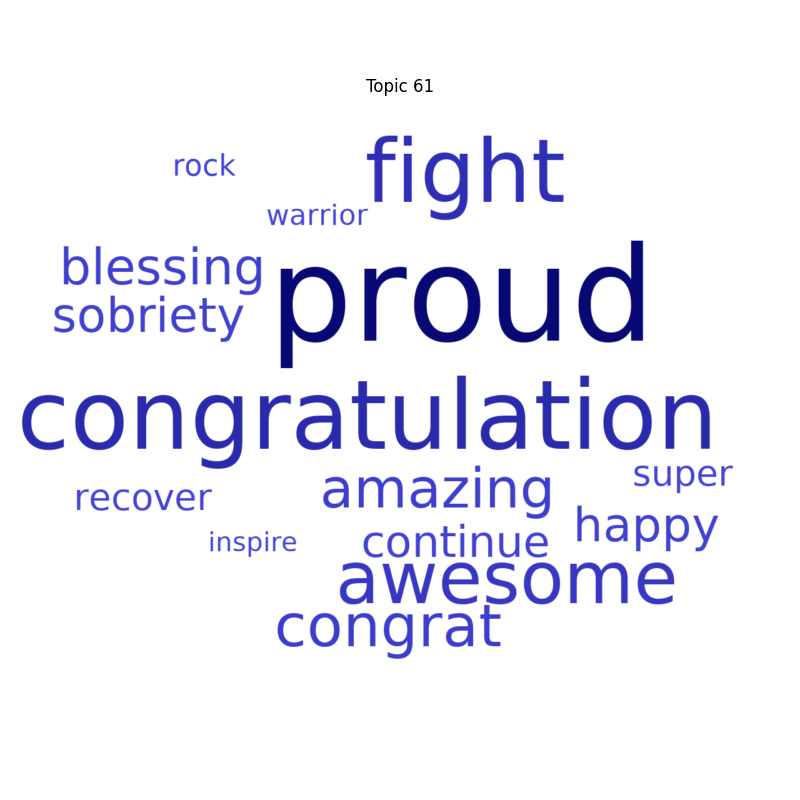 Topic 61
rock
fight
warrior
blessing
proud
sobriety
congratulation
amazing
super
recover
happy
inspire
continue
awesome
congrat